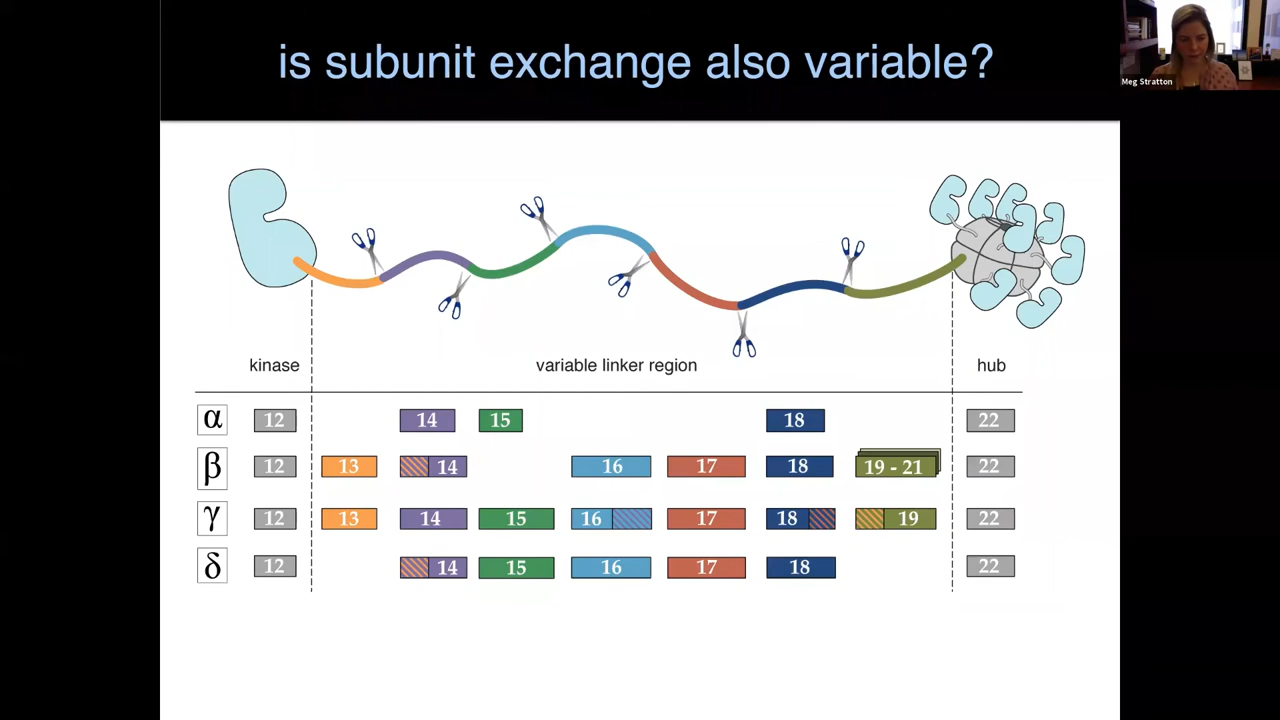 is subunit exchange also variable?
Meg Stratton
kinase variable linker region hub
α 12 14 15 18 22
β 12 13 14 16 17 18 19 - 21 22
γ 12 13 14 15 16 17 18 19 22
δ 12 14 15 16 17 18 22